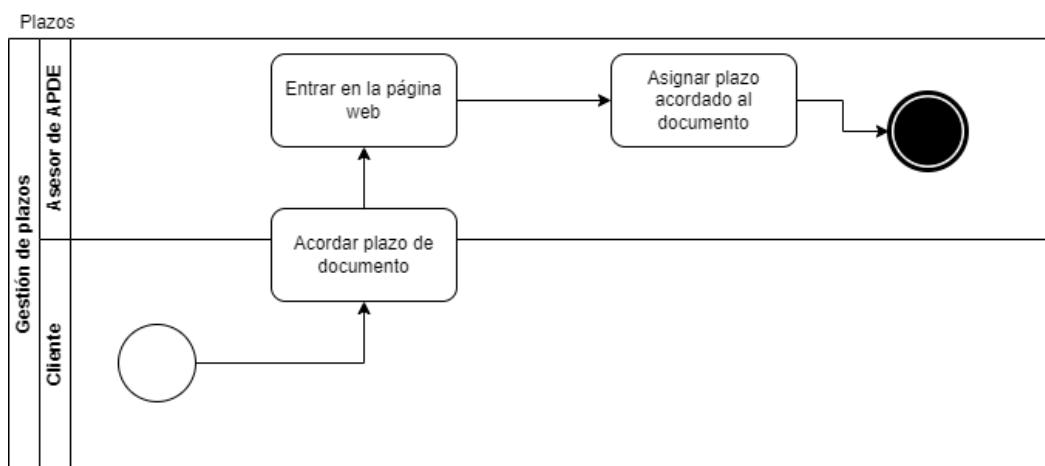 Plazos
Gestión de plazos
Asesor de APDE
Entrar en la página
web
Asignar plazo
acordado al
documento
Acordar plazo de
documento
Cliente